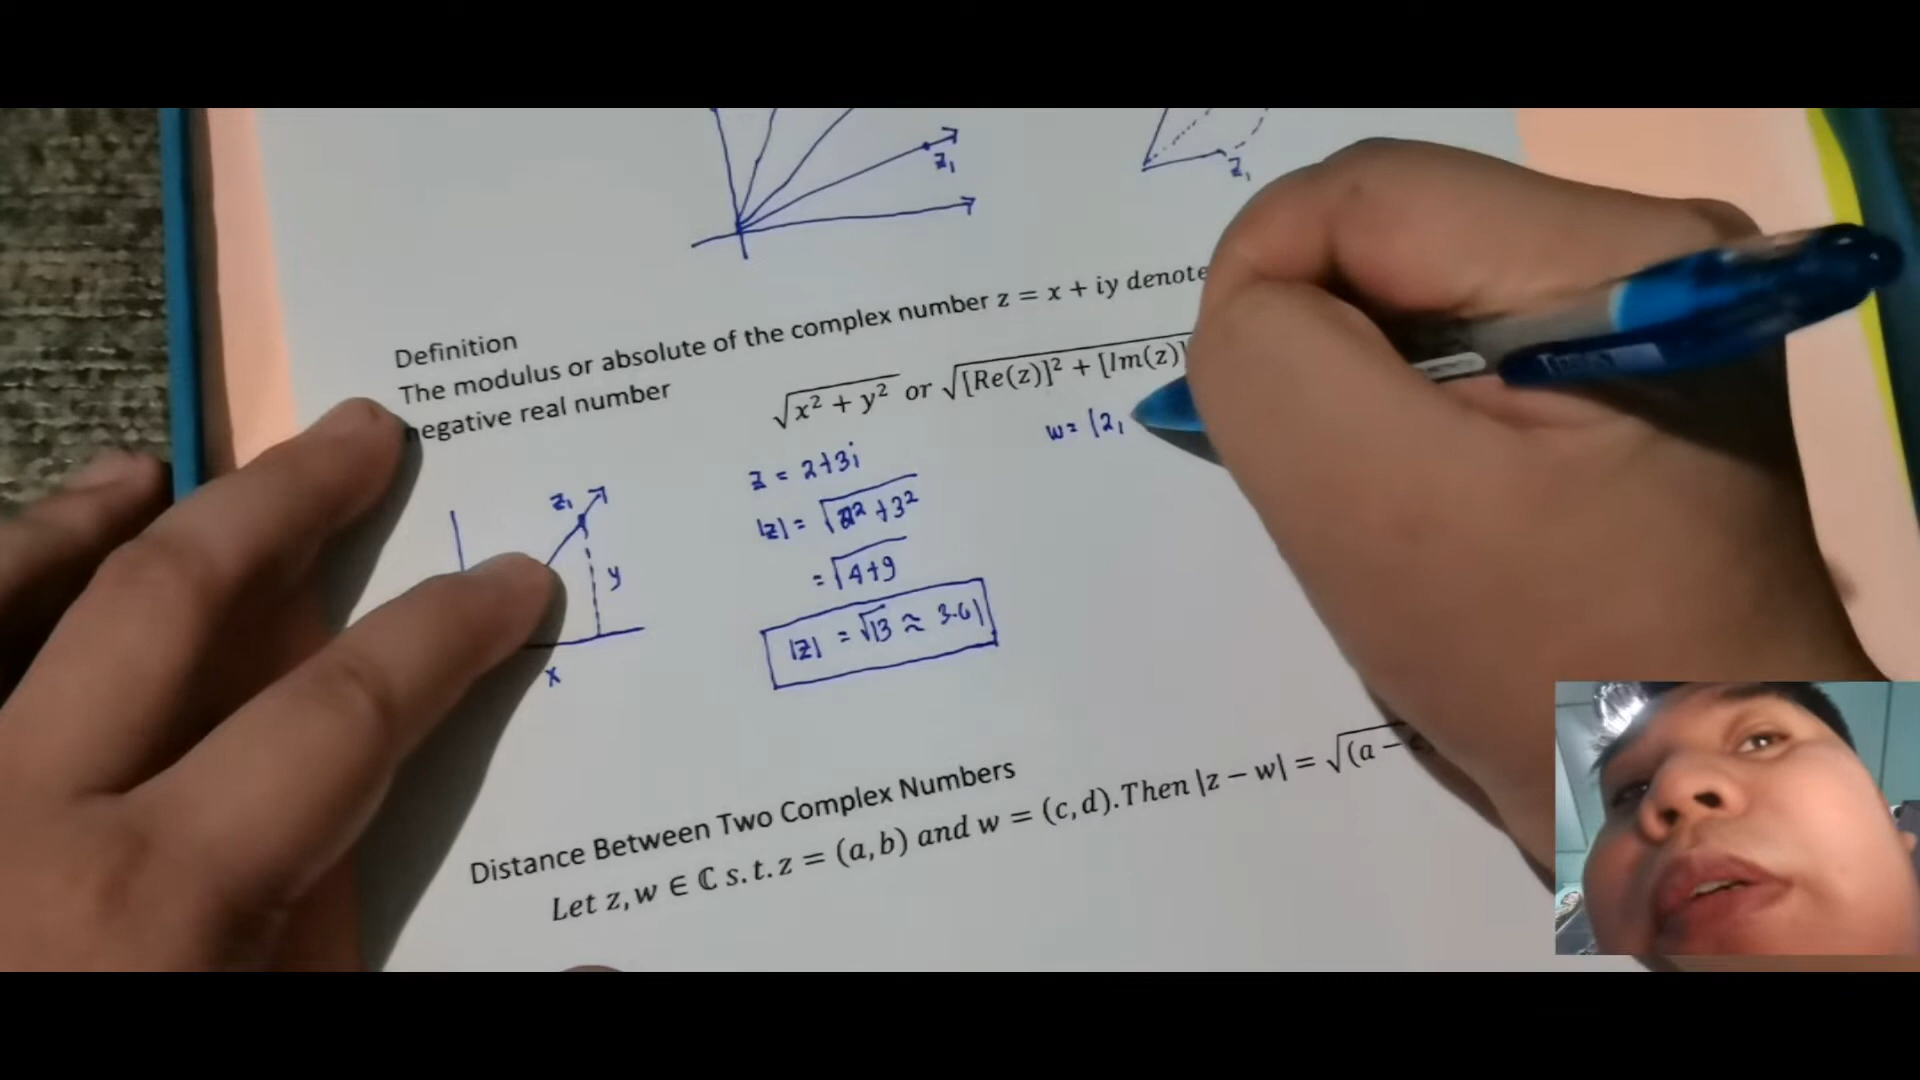 z₁
z₁
Definition
The modulus or absolute of the complex number z = x + iy denote
negative real number
√x² + y² or √[Re(z)]² + [Im(z)]
w = (2,
z = 2+3i
|z| = √2² + 3²
= √4+9
|z| = √13 ≈ 3.61
z₁
y
x
Distance Between Two Complex Numbers
Let z, w ∈ ℂ s.t. z = (a, b) and w = (c, d). Then |z − w| = √(a −